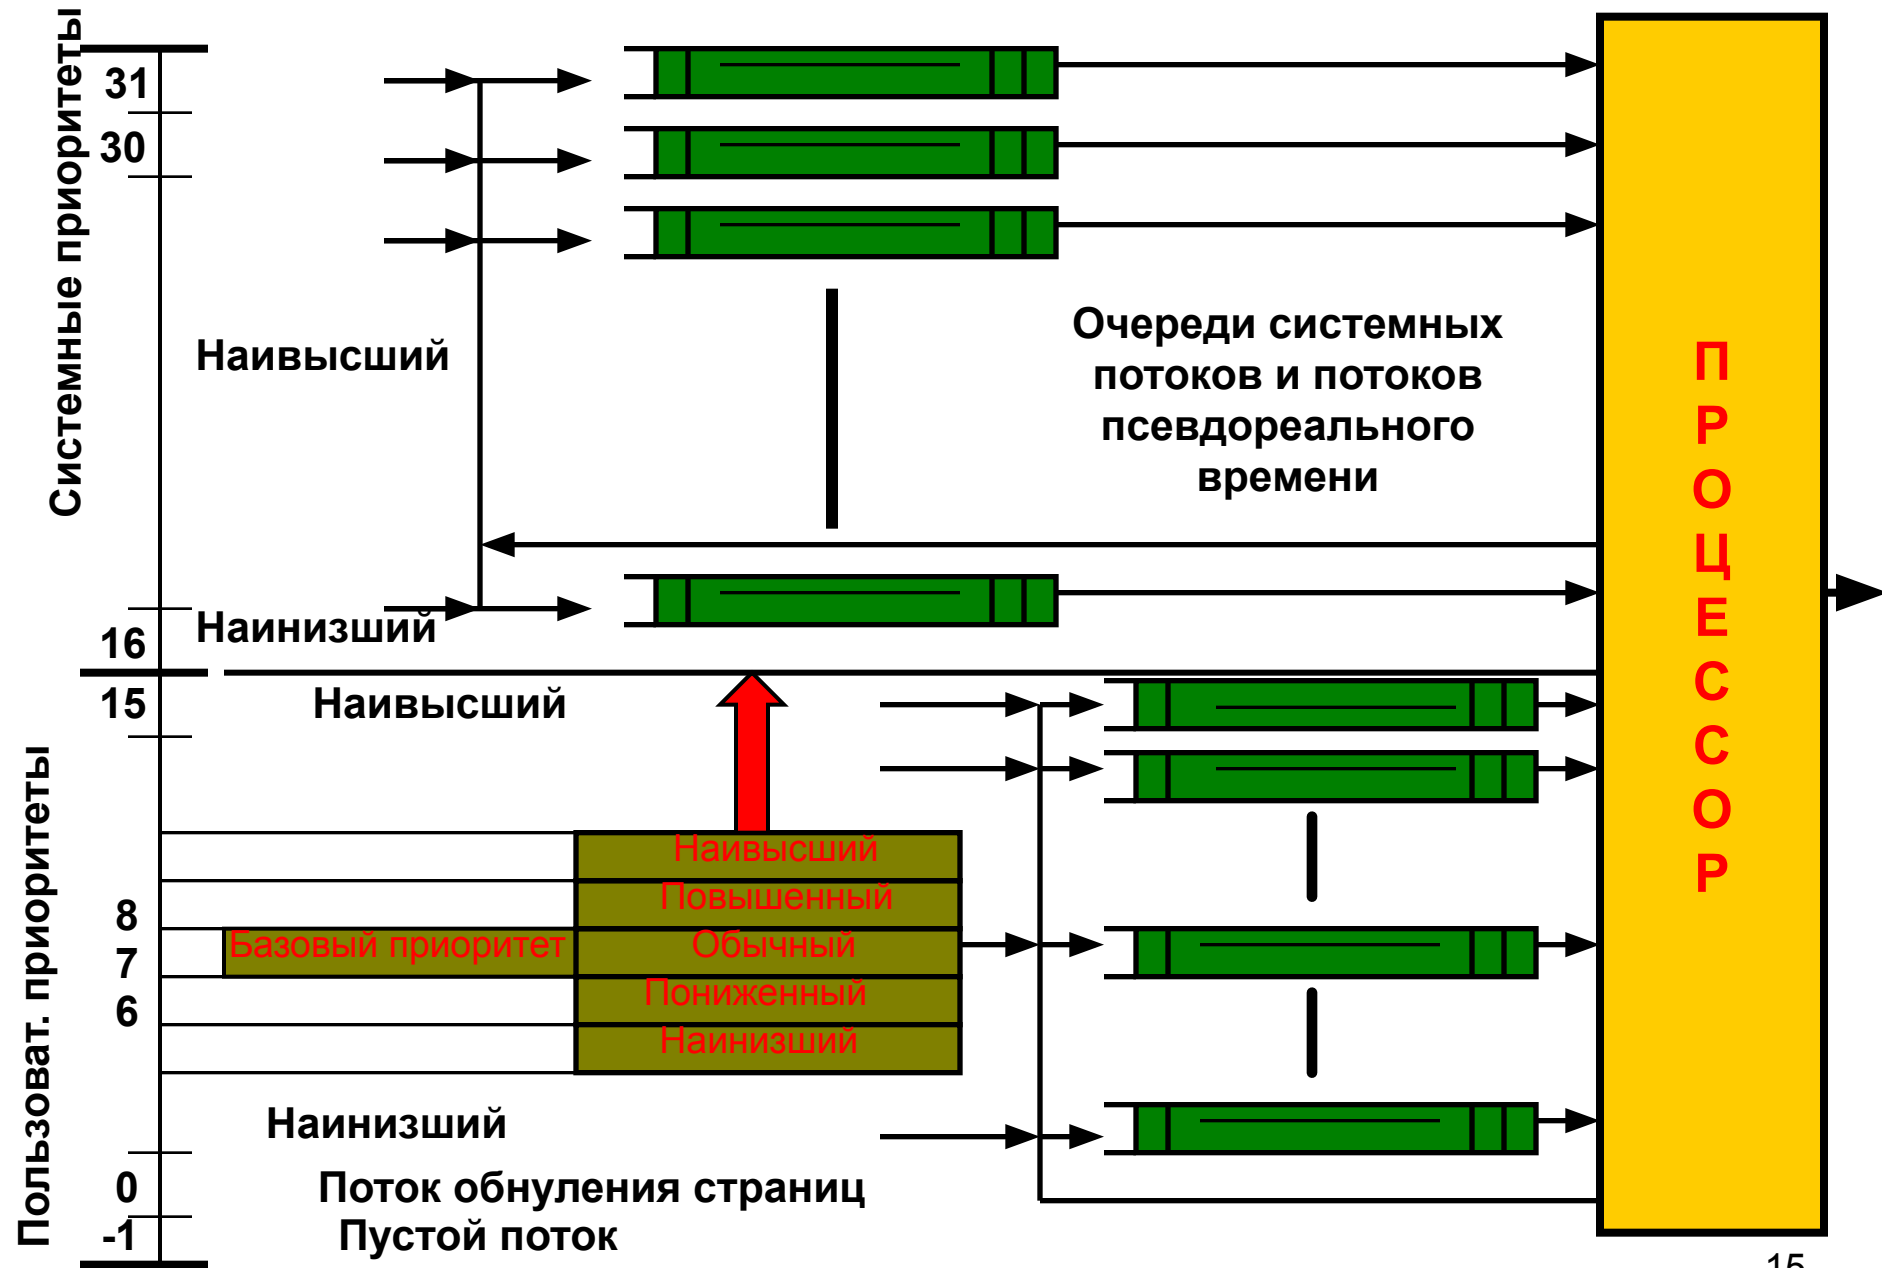 Системные приоритеты
31
30
Наивысший
Очереди системных
потоков и потоков
псевдореального
времени
Наинизший
16
15
Наивысший
Пользоват. приоритеты
Наивысший
Повышенный
8
Базовый приоритет
Обычный
7
Пониженный
6
Наинизший
Наинизший
0
Поток обнуления страниц
-1
Пустой поток
П
Р
О
Ц
Е
С
С
О
Р
15